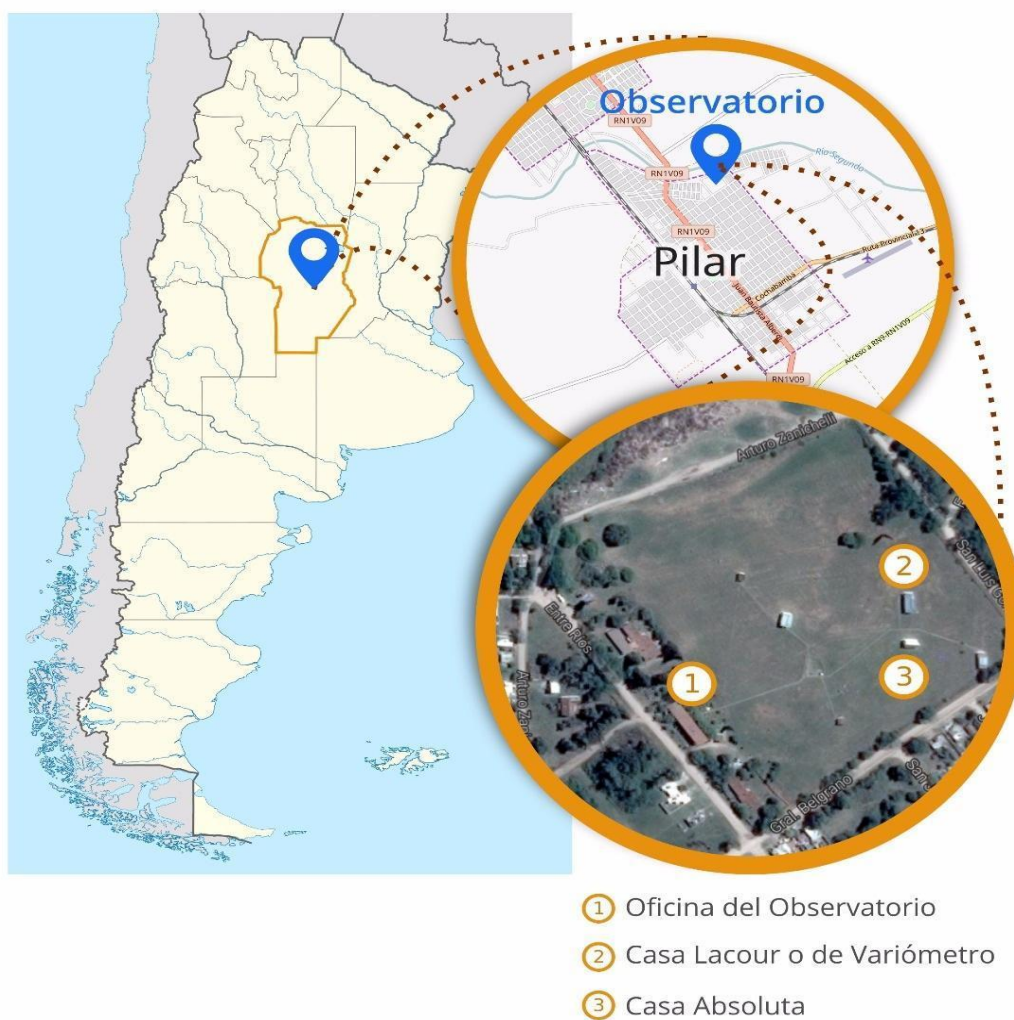 Observatorio
RN1V09
Río Segundo
RN1V09
RN1V09
Pilar
Ruta Provincial 3
Cochabamba
Juan Bautista Alberdi
Acceso a RN9-RN1V09
RN1V09
Arturo Zanichelli
San Luis
Entre Ríos
Arturo
Gral. Belgrano
1
2
3
1 Oficina del Observatorio
2 Casa Lacour o de Variómetro
3 Casa Absoluta